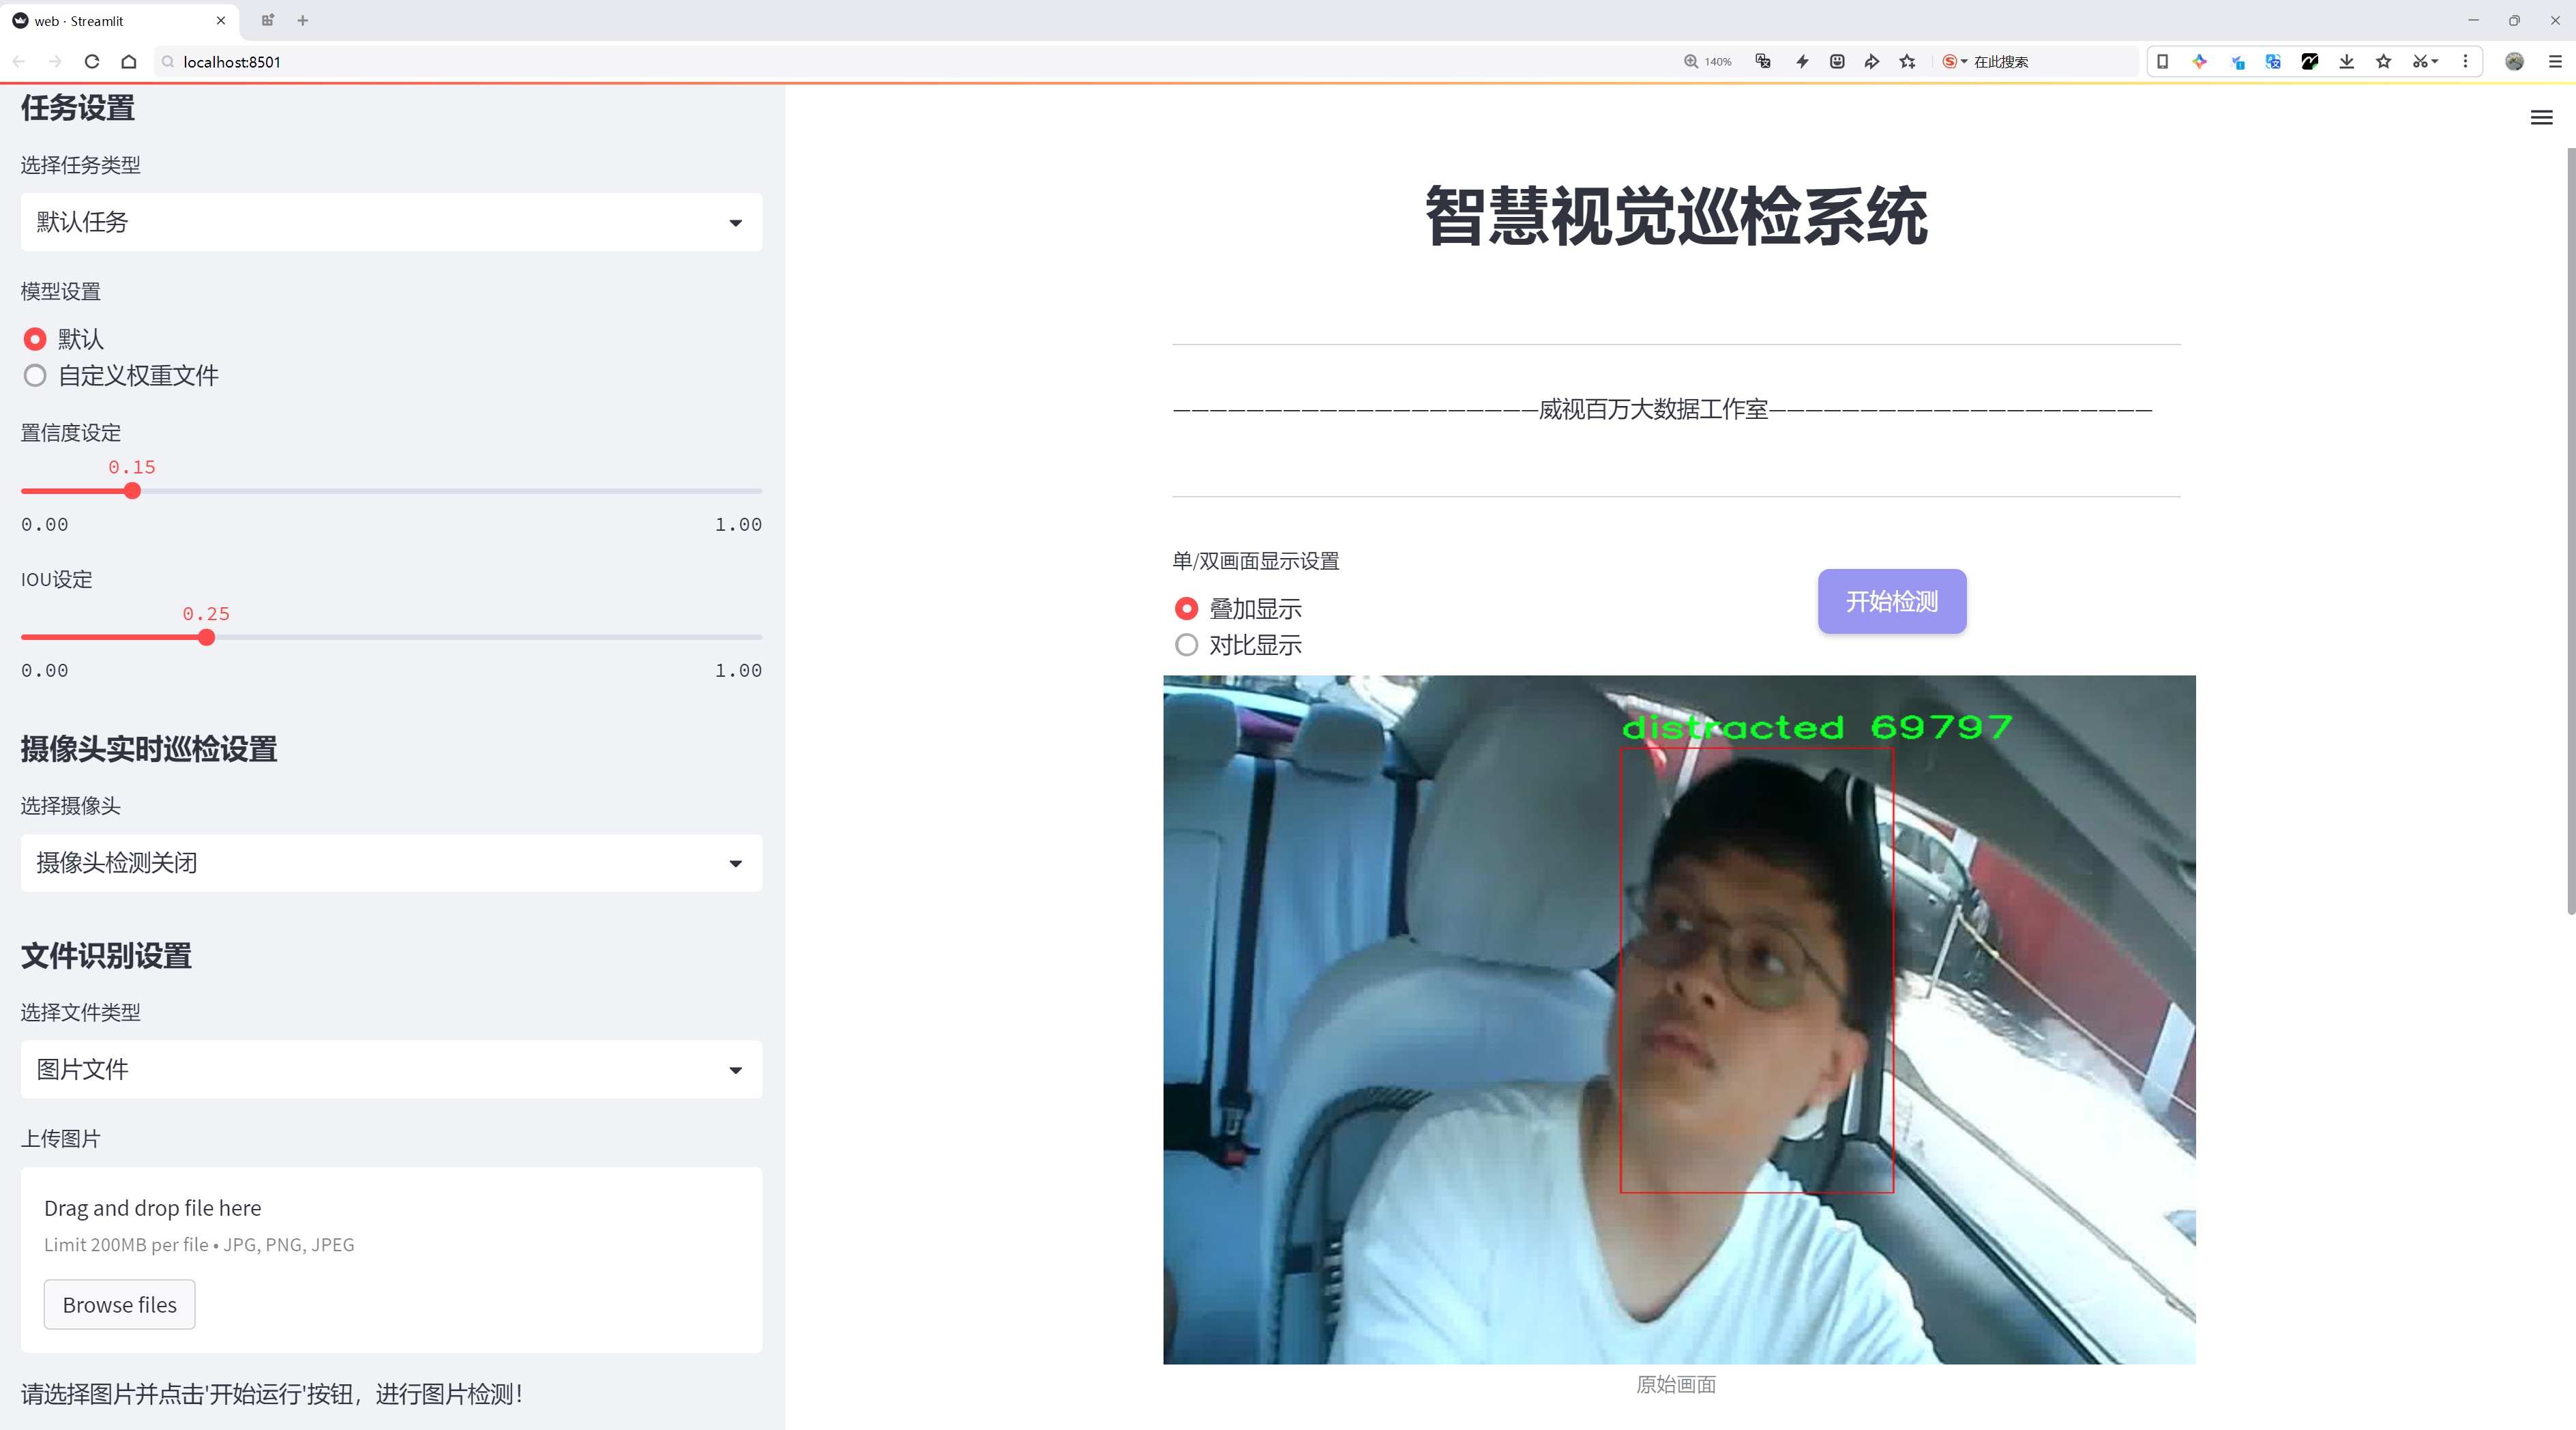 web · Streamlit
localhost:8501
140%
在此搜索
任务设置
选择任务类型
默认任务
模型设置
默认
自定义权重文件
置信度设定
0.15
0.00 1.00
IOU设定
0.25
0.00 1.00
摄像头实时巡检设置
选择摄像头
摄像头检测关闭
文件识别设置
选择文件类型
图片文件
上传图片
Drag and drop file here
Limit 200MB per file • JPG, PNG, JPEG
Browse files
请选择图片并点击'开始运行'按钮，进行图片检测！
智慧视觉巡检系统
————————————————————威视百万大数据工作室—————————————————————
单/双画面显示设置
叠加显示
对比显示
开始检测
distracted 69797
原始画面